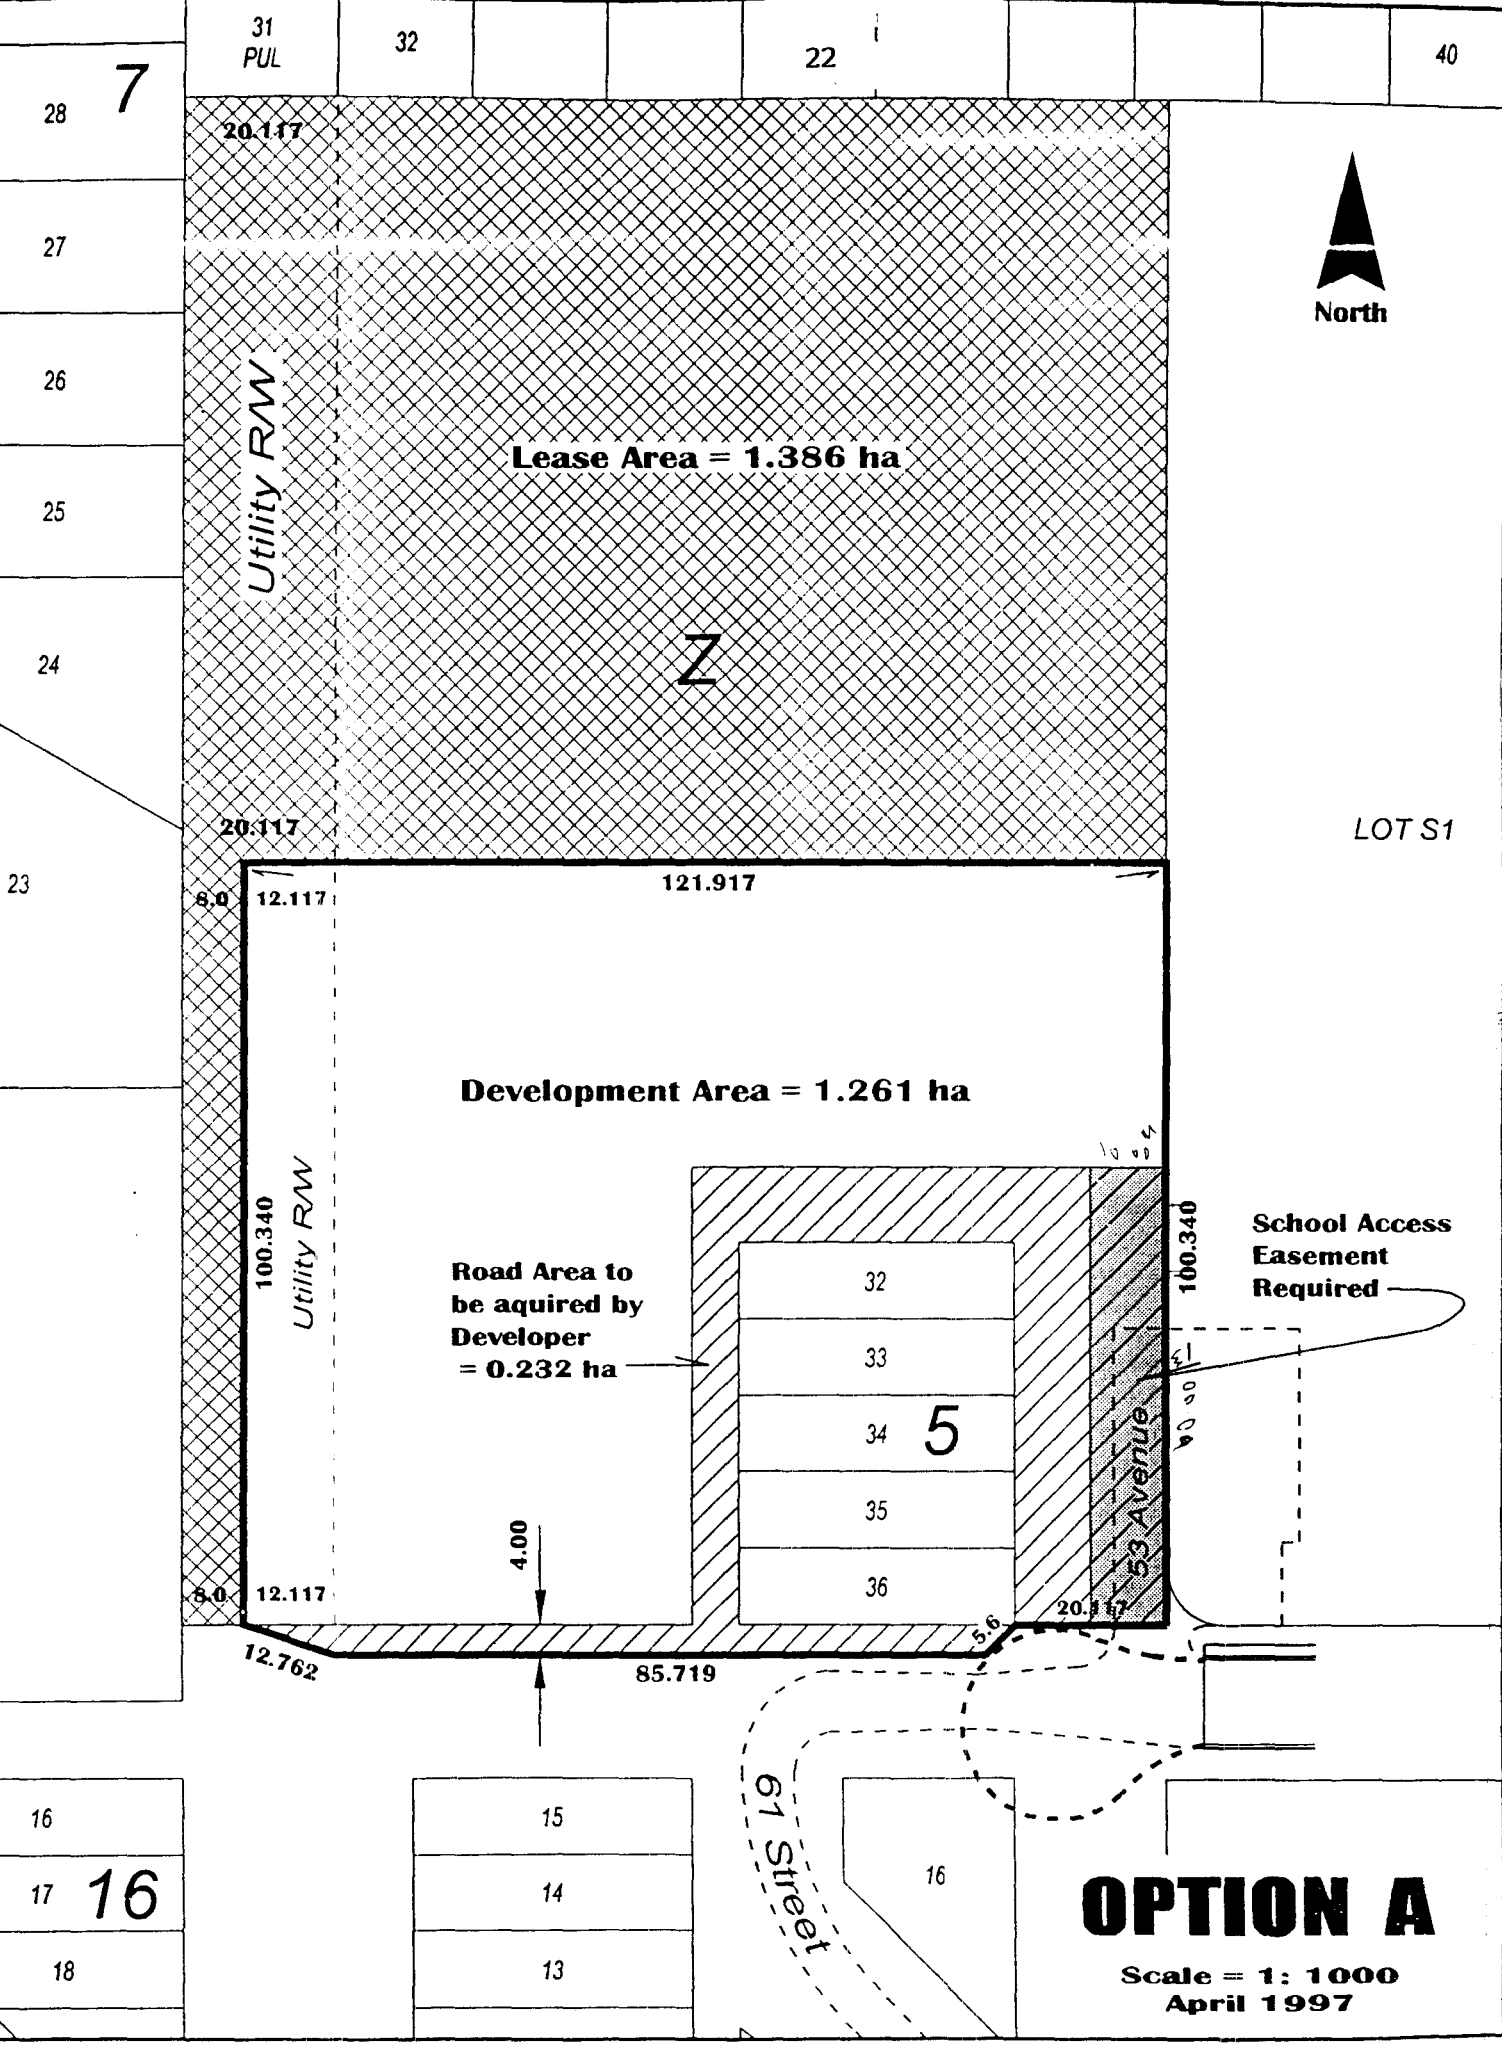 31
PUL
32
22
40
7
28
20.117
27
North
26
Utility R/W
Lease Area = 1.386 ha
25
24
Z
20.117
LOT S1
23
8.0
12.117
121.917
Development Area = 1.261 ha
100.340
Utility R/W
100.340
School Access
Easement
Required
Road Area to
be aquired by
Developer
= 0.232 ha
32
33
34
5
35
36
53 Avenue
4.00
8.0
12.117
20.117
5.6
12.762
85.719
61 Street
16
17
16
18
15
14
13
16
OPTION A
Scale = 1: 1000
April 1997